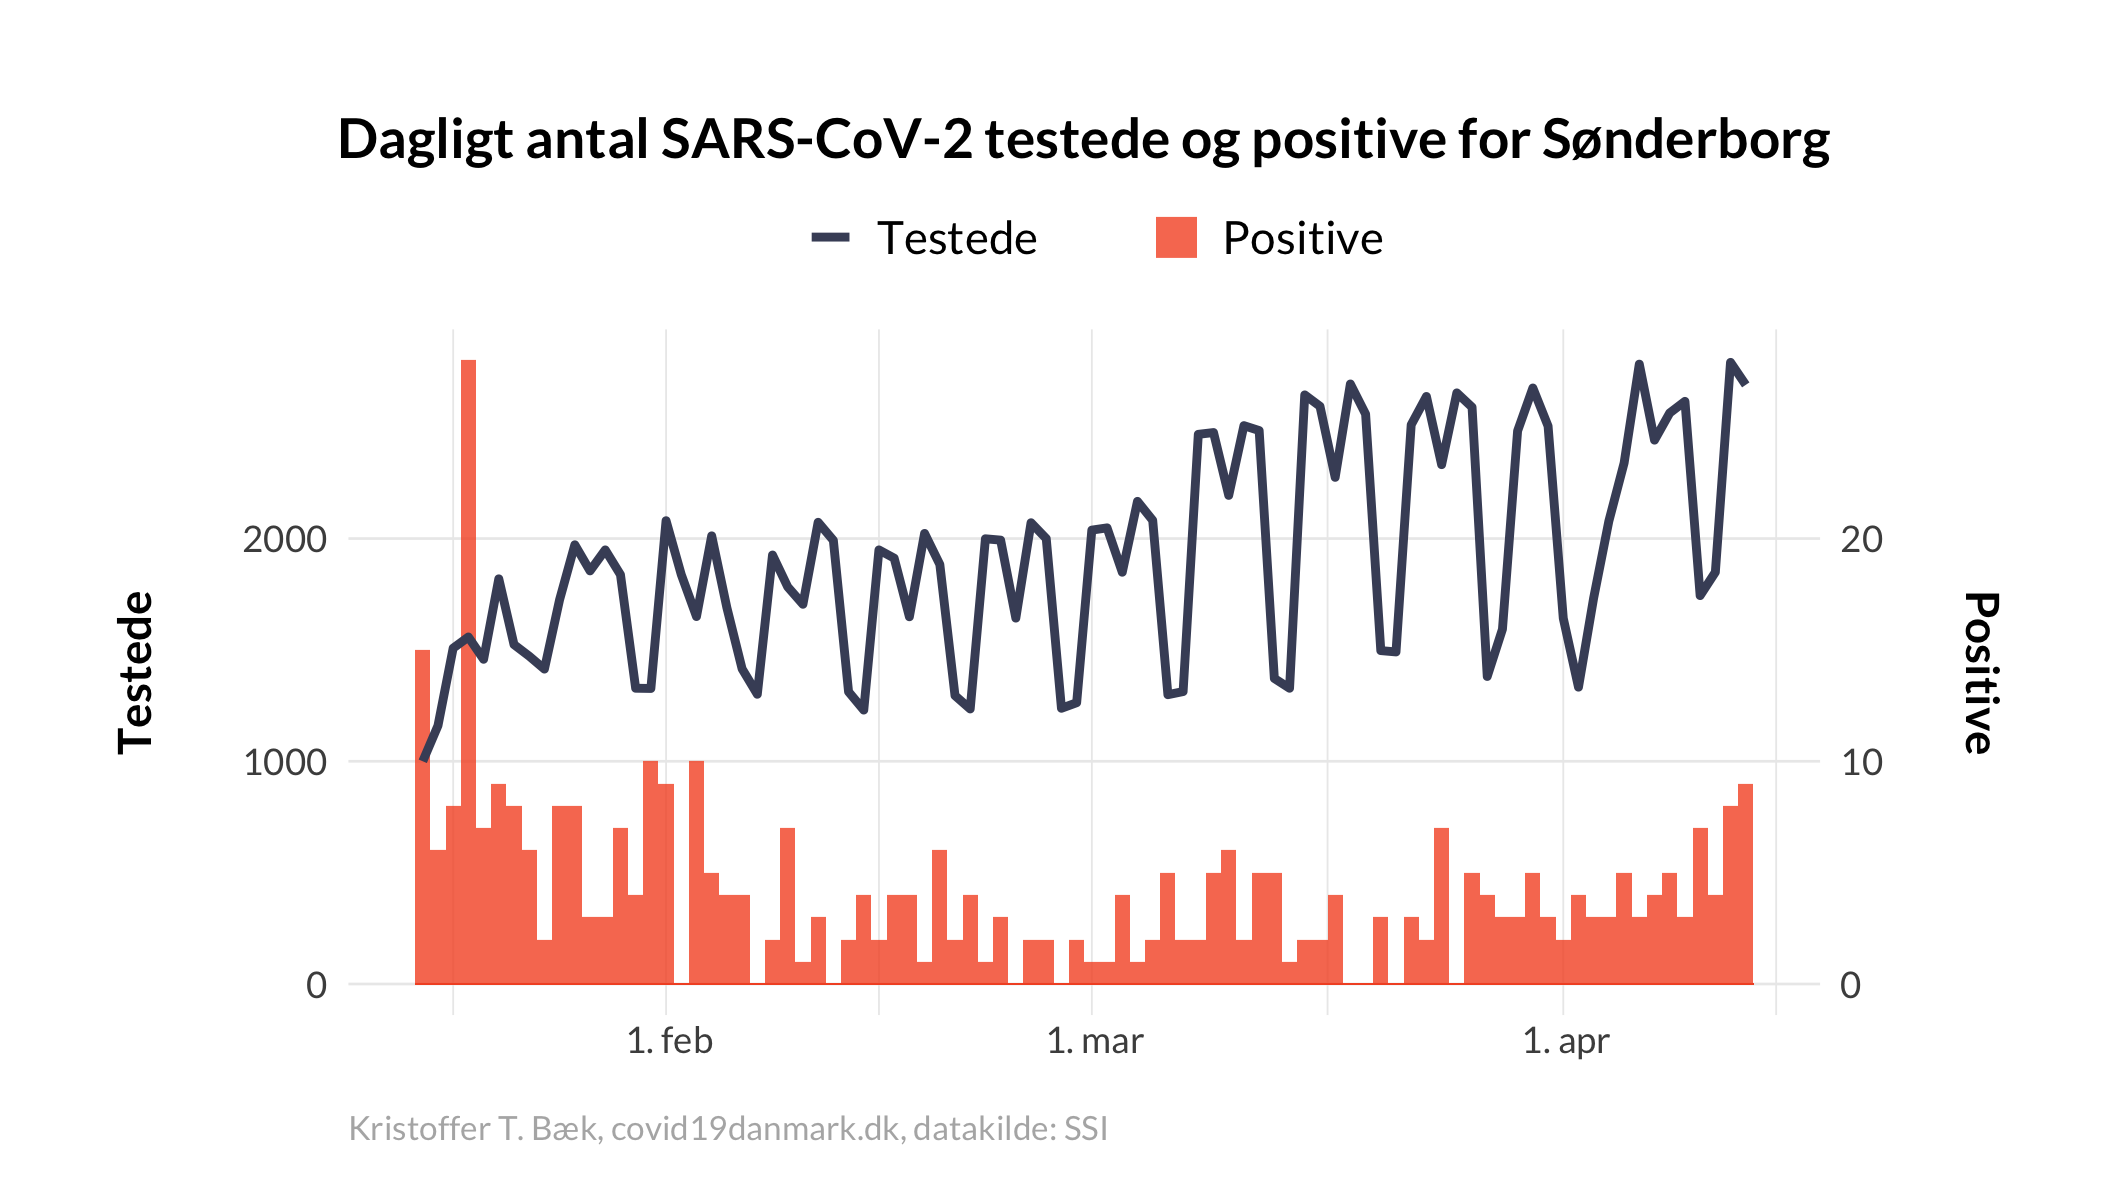 Dagligt antal SARS-CoV-2 testede og positive for Sønderborg
Testede
Positive
2000
1000
0
Testede
20
10
0
Positive
1. feb
1. mar
1. apr
Kristoffer T. Bæk, covid19danmark.dk, datakilde: SSI